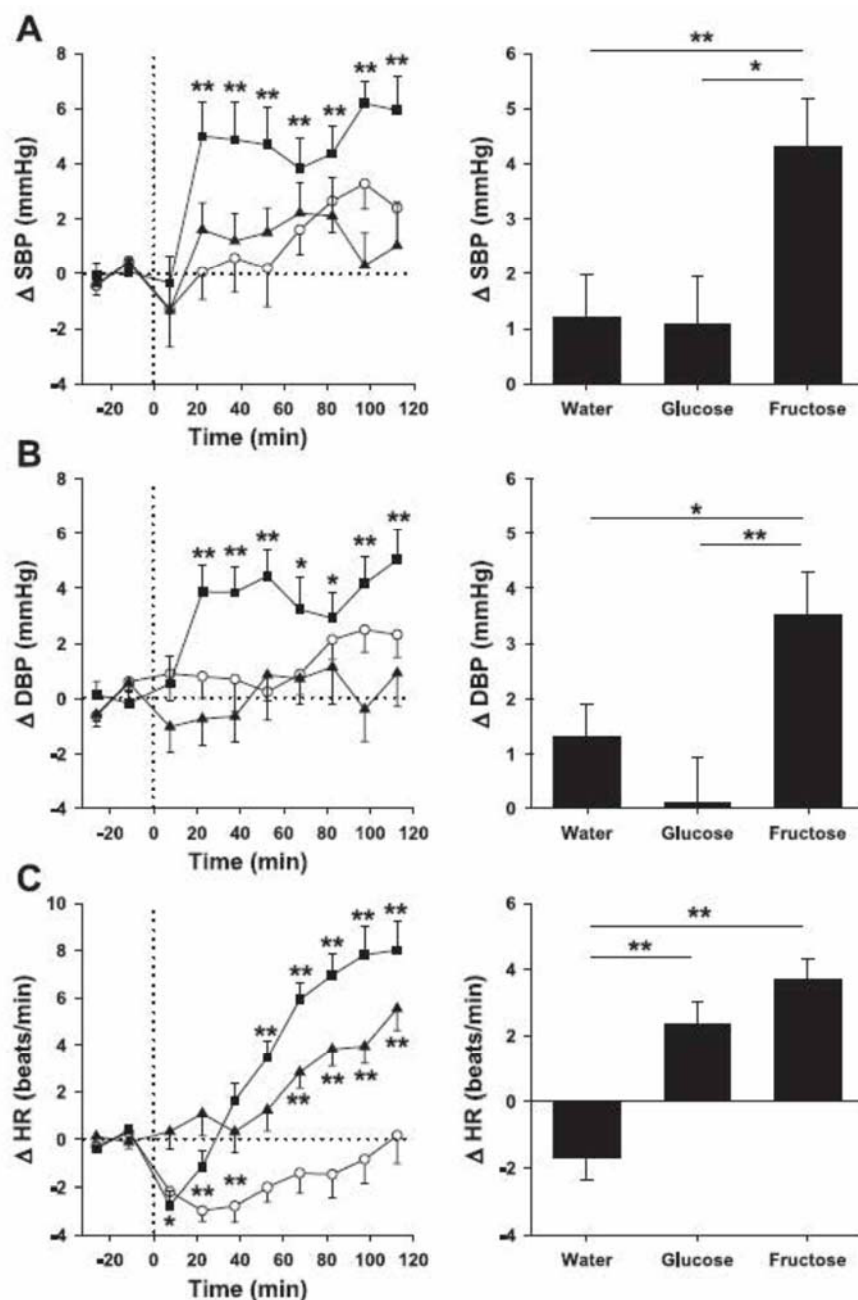 A
Δ SBP (mmHg)
8
6
4
2
0
-2
-4
** ** ** ** ** ** **
-20 0 20 40 60 80 100 120
Time (min)
Δ SBP (mmHg)
6
5
4
3
2
1
0
**
*
Water Glucose Fructose
B
Δ DBP (mmHg)
8
6
4
2
0
-2
-4
** ** ** * * ** **
-20 0 20 40 60 80 100 120
Time (min)
Δ DBP (mmHg)
6
5
4
3
2
1
0
*
**
Water Glucose Fructose
C
Δ HR (beats/min)
10
8
6
4
2
0
-2
-4
** ** ** ** **
** ** ** **
* ** **
-20 0 20 40 60 80 100 120
Time (min)
Δ HR (beats/min)
6
4
2
0
-2
-4
**
**
Water Glucose Fructose